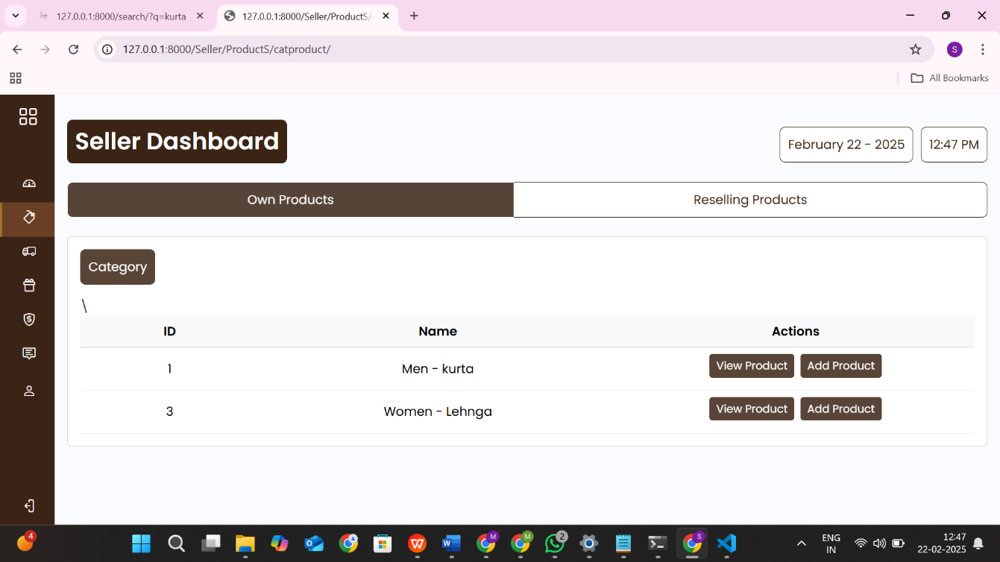 127.0.0.1:8000/search/?q=kurta
127.0.0.1:8000/Seller/ProductS/
127.0.0.1:8000/Seller/ProductS/catproduct/
S
All Bookmarks
Seller Dashboard
February 22 - 2025
12:47 PM
Own Products
Reselling Products
Category
\
ID Name Actions
1 Men - kurta View Product Add Product
3 Women - Lehnga View Product Add Product
4
W
M
M
2
S
ENG
IN
12:47
22-02-2025